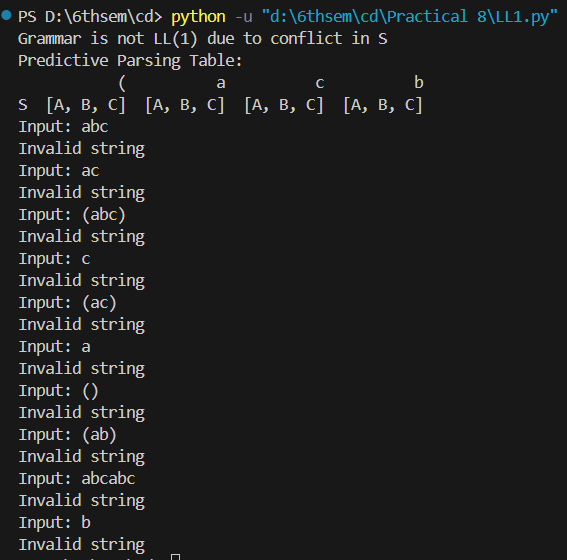 PS D:\6thsem\cd> python -u "d:\6thsem\cd\Practical 8\LL1.py"
Grammar is not LL(1) due to conflict in S
Predictive Parsing Table:
( a c b
S [A, B, C] [A, B, C] [A, B, C] [A, B, C]
Input: abc
Invalid string
Input: ac
Invalid string
Input: (abc)
Invalid string
Input: c
Invalid string
Input: (ac)
Invalid string
Input: a
Invalid string
Input: ()
Invalid string
Input: (ab)
Invalid string
Input: abcabc
Invalid string
Input: b
Invalid string